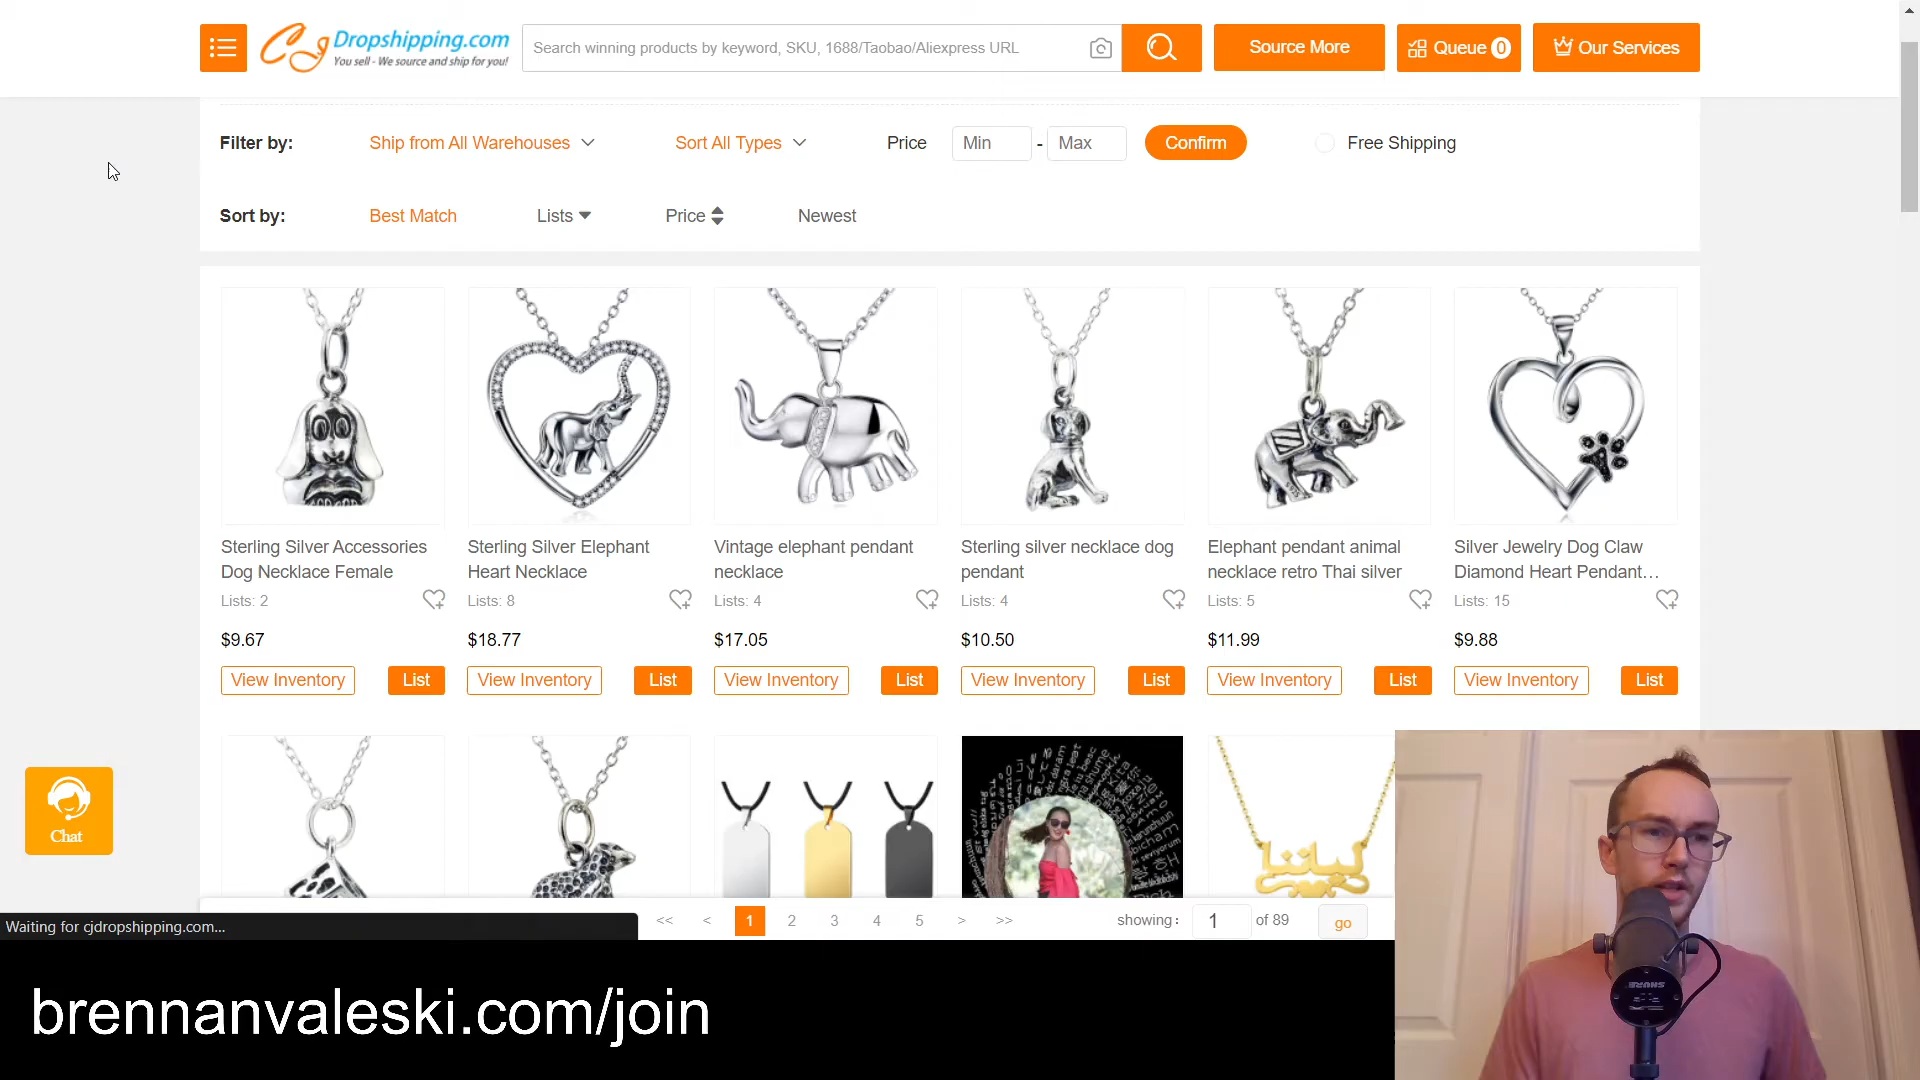 CJ Dropshipping.com
You sell - We source and ship for you!
Search winning products by keyword, SKU, 1688/Taobao/Aliexpress URL
Source More
Queue 0
Our Services
Filter by:
Ship from All Warehouses
Sort All Types
Price
Min
-
Max
Confirm
Free Shipping
Sort by:
Best Match
Lists
Price
Newest
Sterling Silver Accessories
Dog Necklace Female
Lists: 2
$9.67
View Inventory
List
Sterling Silver Elephant
Heart Necklace
Lists: 8
$18.77
View Inventory
List
Vintage elephant pendant
necklace
Lists: 4
$17.05
View Inventory
List
Sterling silver necklace dog
pendant
Lists: 4
$10.50
View Inventory
List
Elephant pendant animal
necklace retro Thai silver
Lists: 5
$11.99
View Inventory
List
Silver Jewelry Dog Claw
Diamond Heart Pendant…
Lists: 15
$9.88
View Inventory
List
Chat
Waiting for cjdropshipping.com...
<< < 1 2 3 4 5 > >>
showing: 1 of 89 go
brennanvaleski.com/join
SHURE